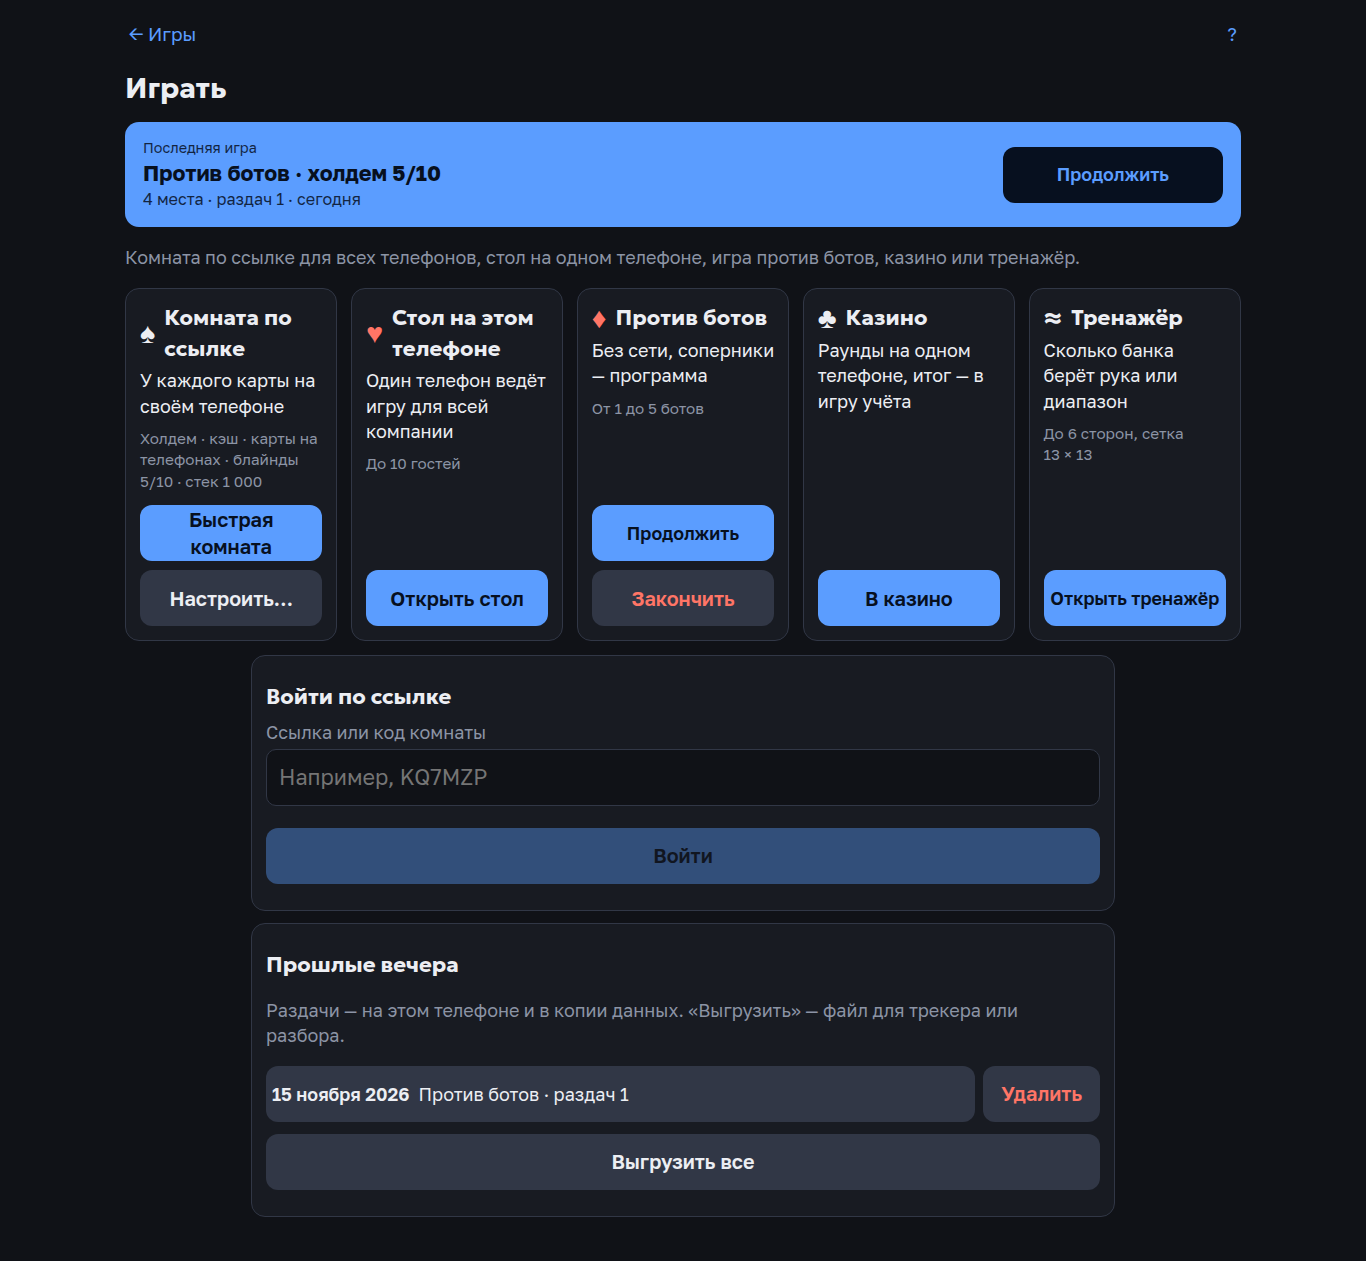 ← Игры
?
Играть
Последняя игра
Против ботов · холдем 5/10
4 места · раздач 1 · сегодня
Продолжить
Комната по ссылке для всех телефонов, стол на одном телефоне, игра против ботов, казино или тренажёр.
♠ Комната по
ссылке
У каждого карты на
своём телефоне
Холдем · кэш · карты на
телефонах · блайнды
5/10 · стек 1 000
Быстрая
комната
Настроить...
♥ Стол на этом
телефоне
Один телефон ведёт
игру для всей
компании
До 10 гостей
Открыть стол
♦ Против ботов
Без сети, соперники
— программа
От 1 до 5 ботов
Продолжить
Закончить
♣ Казино
Раунды на одном
телефоне, итог — в
игру учёта
В казино
≈ Тренажёр
Сколько банка
берёт рука или
диапазон
До 6 сторон, сетка
13 × 13
Открыть тренажёр
Войти по ссылке
Ссылка или код комнаты
Например, KQ7MZP
Войти
Прошлые вечера
Раздачи — на этом телефоне и в копии данных. «Выгрузить» — файл для трекера или
разбора.
15 ноября 2026 Против ботов · раздач 1
Удалить
Выгрузить все